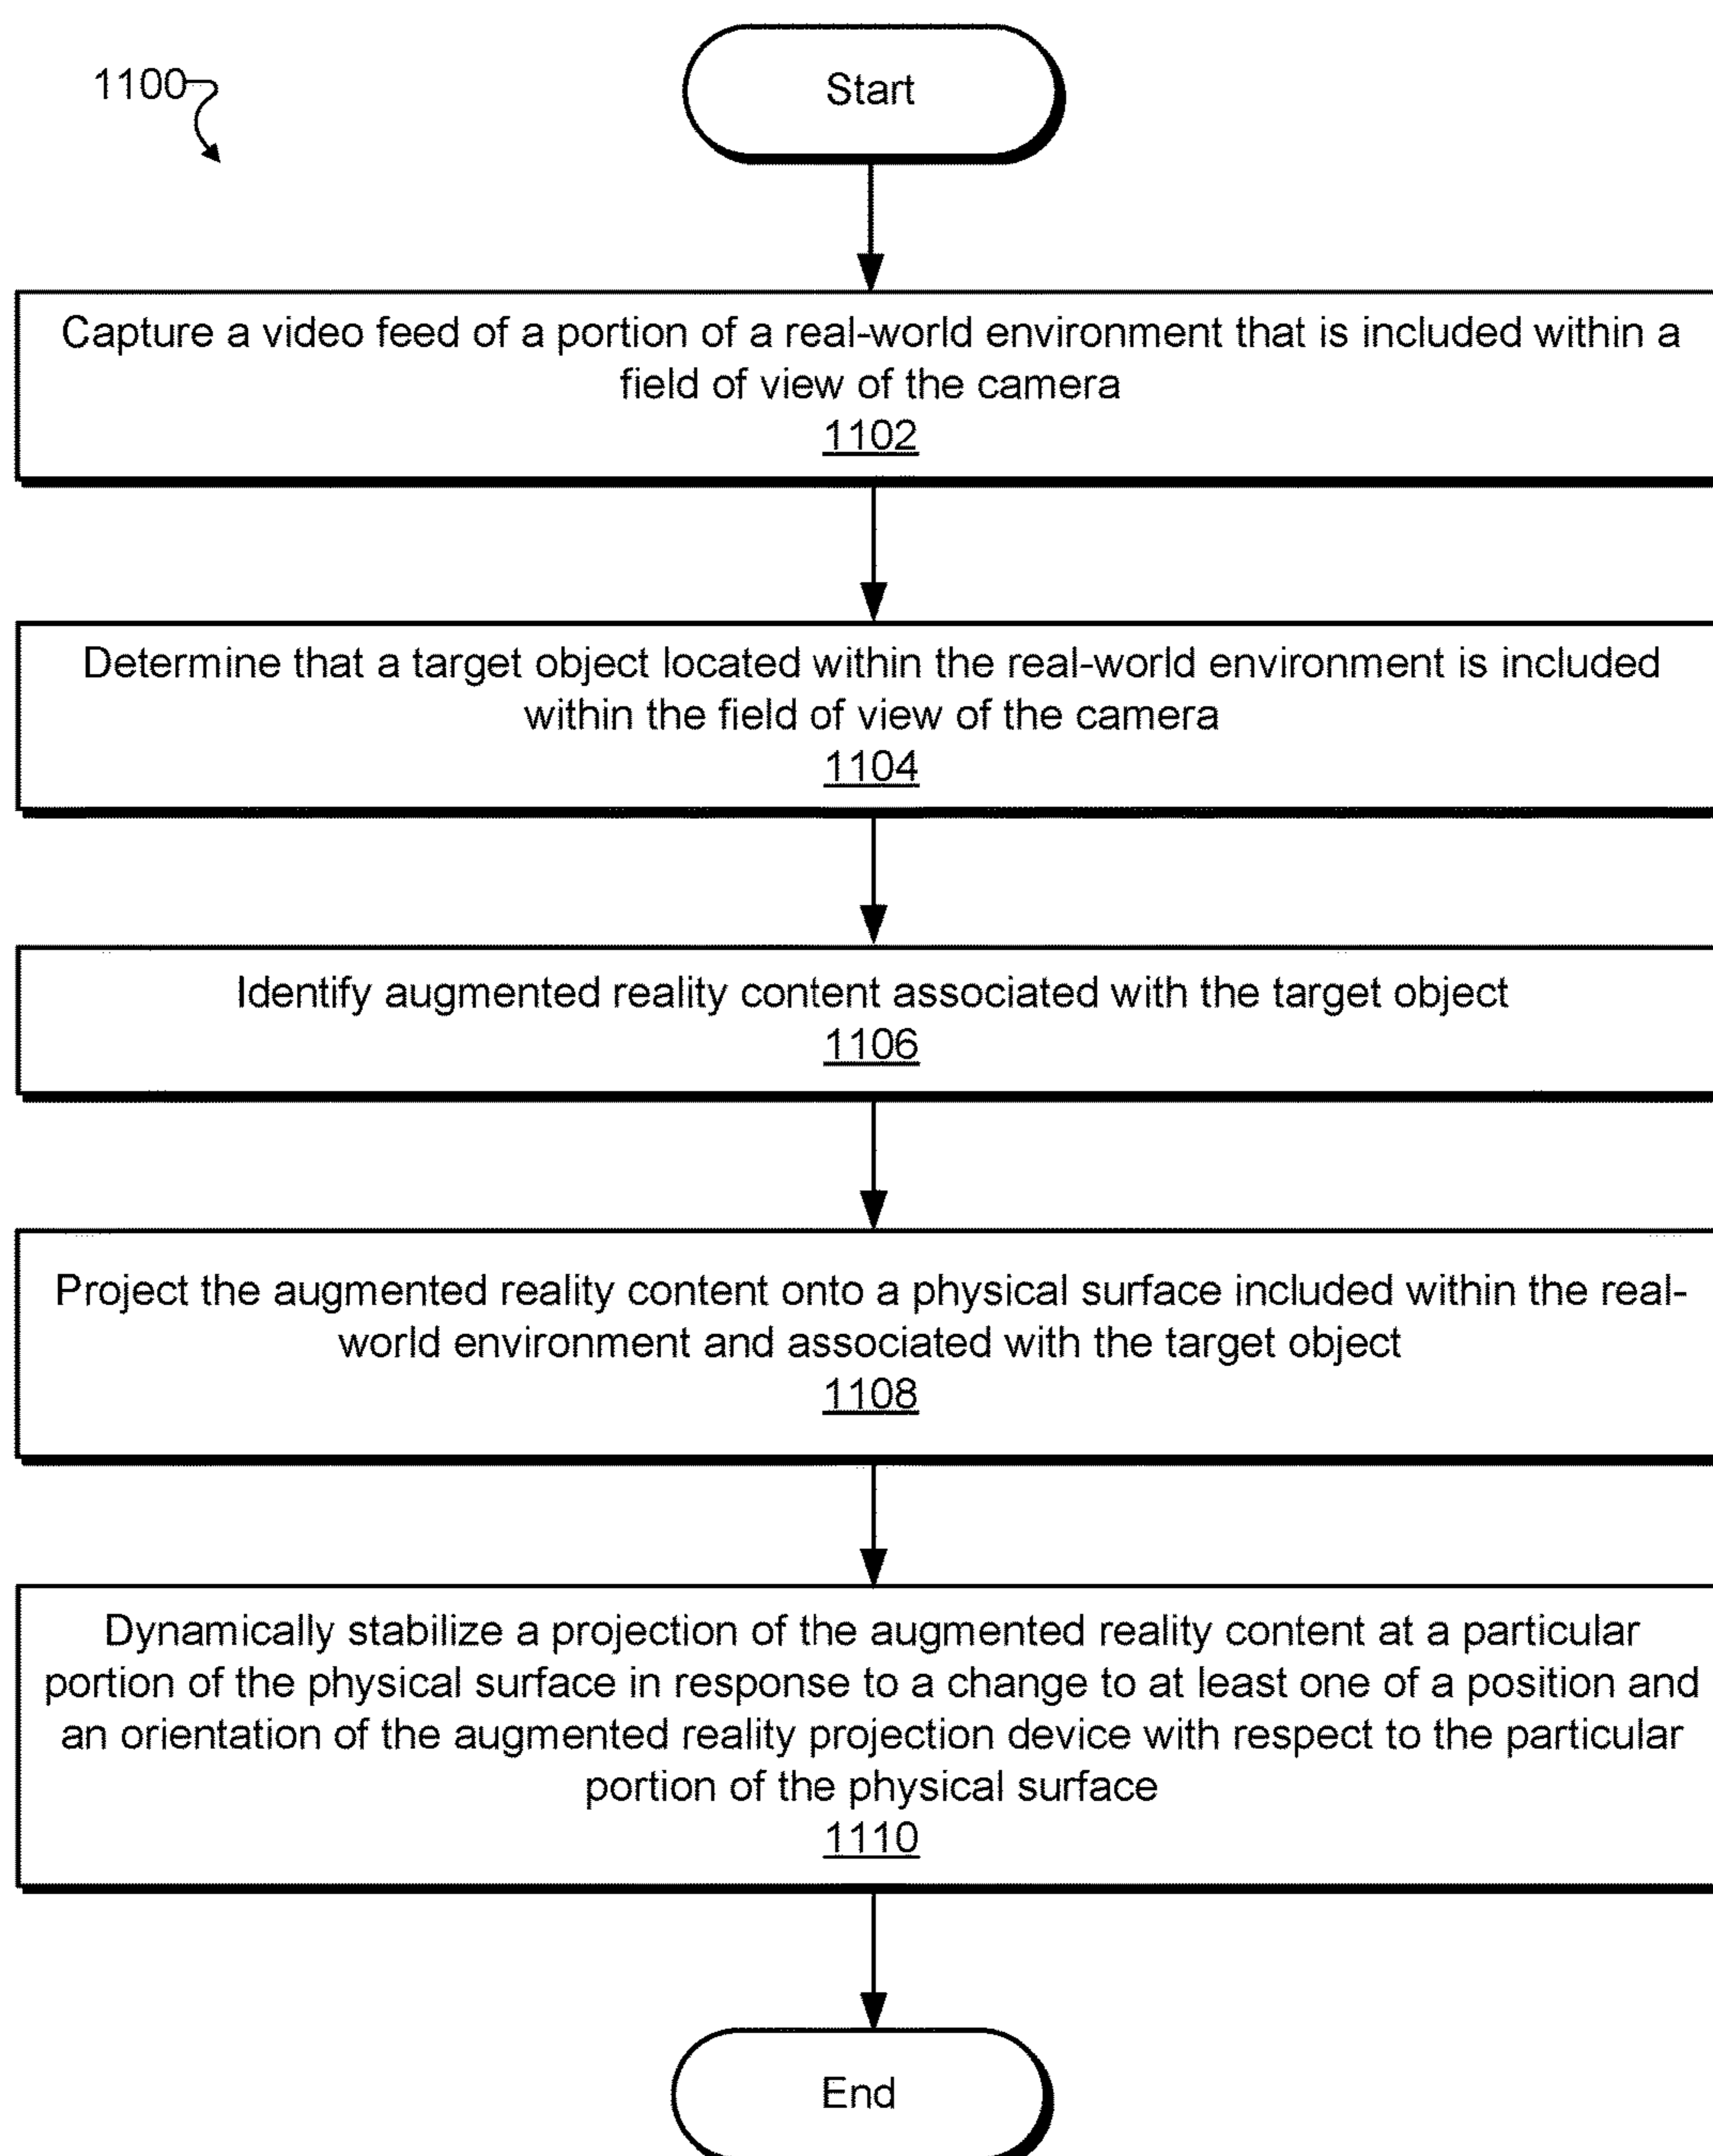 1100
Start
Capture a video feed of a portion of a real-world environment that is included within a
field of view of the camera
1102
Determine that a target object located within the real-world environment is included
within the field of view of the camera
1104
Identify augmented reality content associated with the target object
1106
Project the augmented reality content onto a physical surface included within the real-
world environment and associated with the target object
1108
Dynamically stabilize a projection of the augmented reality content at a particular
portion of the physical surface in response to a change to at least one of a position and
an orientation of the augmented reality projection device with respect to the particular
portion of the physical surface
1110
End